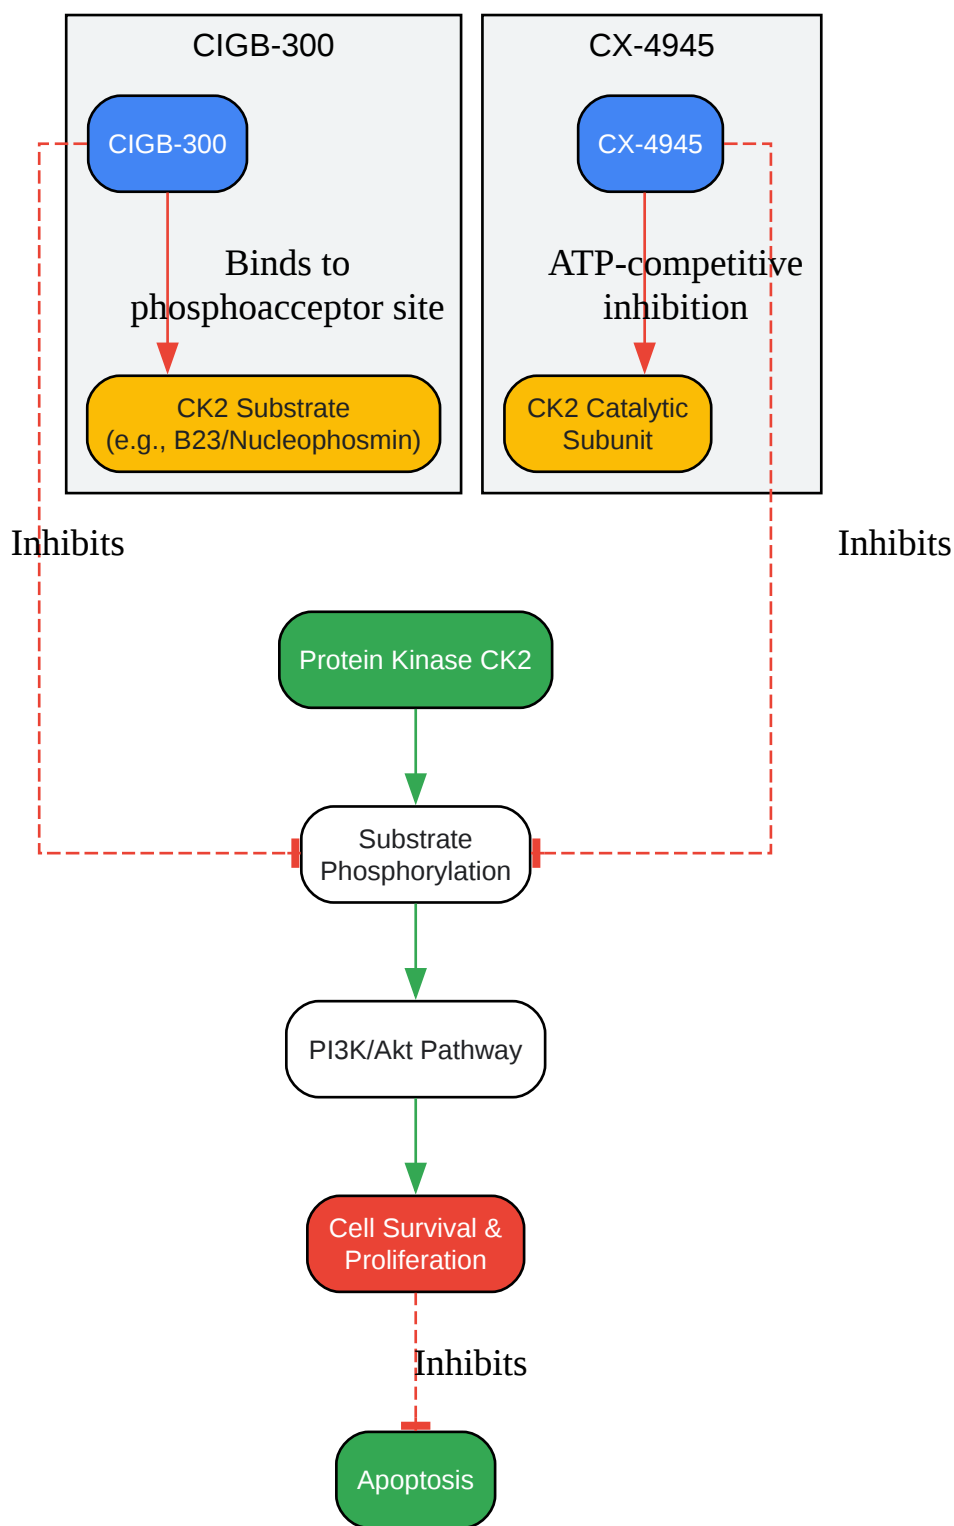 CIGB-300
CIGB-300
Binds to
phosphoacceptor site
CK2 Substrate
(e.g., B23/Nucleophosmin)
CX-4945
CX-4945
ATP-competitive
inhibition
CK2 Catalytic
Subunit
Inhibits
Inhibits
Protein Kinase CK2
Substrate
Phosphorylation
PI3K/Akt Pathway
Cell Survival &
Proliferation
Inhibits
Apoptosis